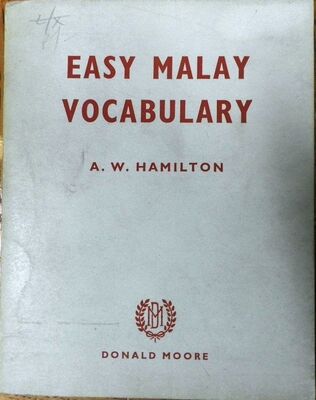 EASY MALAY
VOCABULARY
A. W. HAMILTON
DONALD MOORE